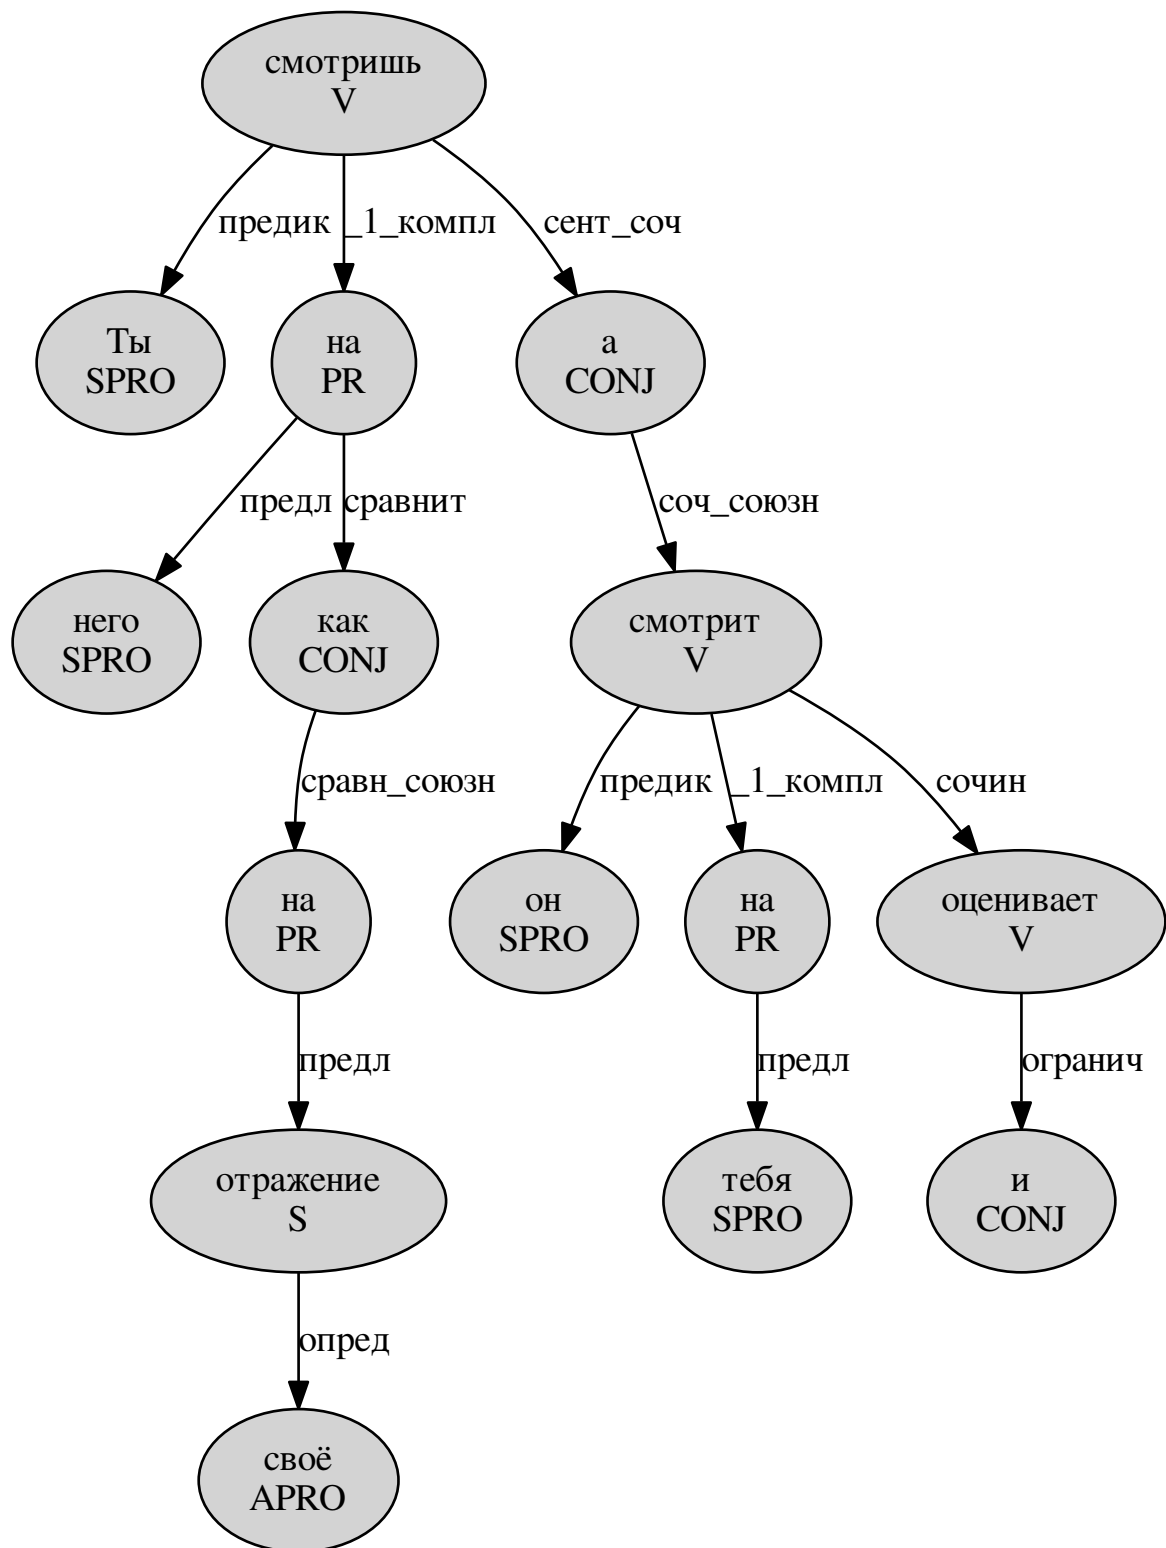 смотришь
V
предик
_1_компл
сент_соч
Ты
SPRO
на
PR
а
CONJ
предл
сравнит
соч_союзн
него
SPRO
как
CONJ
смотрит
V
сравн_союзн
предик
_1_компл
сочин
на
PR
он
SPRO
на
PR
оценивает
V
предл
предл
огранич
отражение
S
тебя
SPRO
и
CONJ
опред
своё
APRO